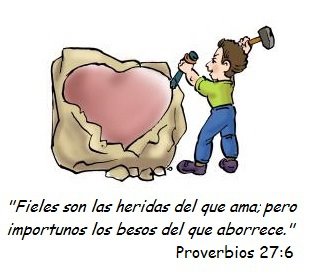 "Fieles son las heridas del que ama; pero
importunos los besos del que aborrece."
Proverbios 27:6